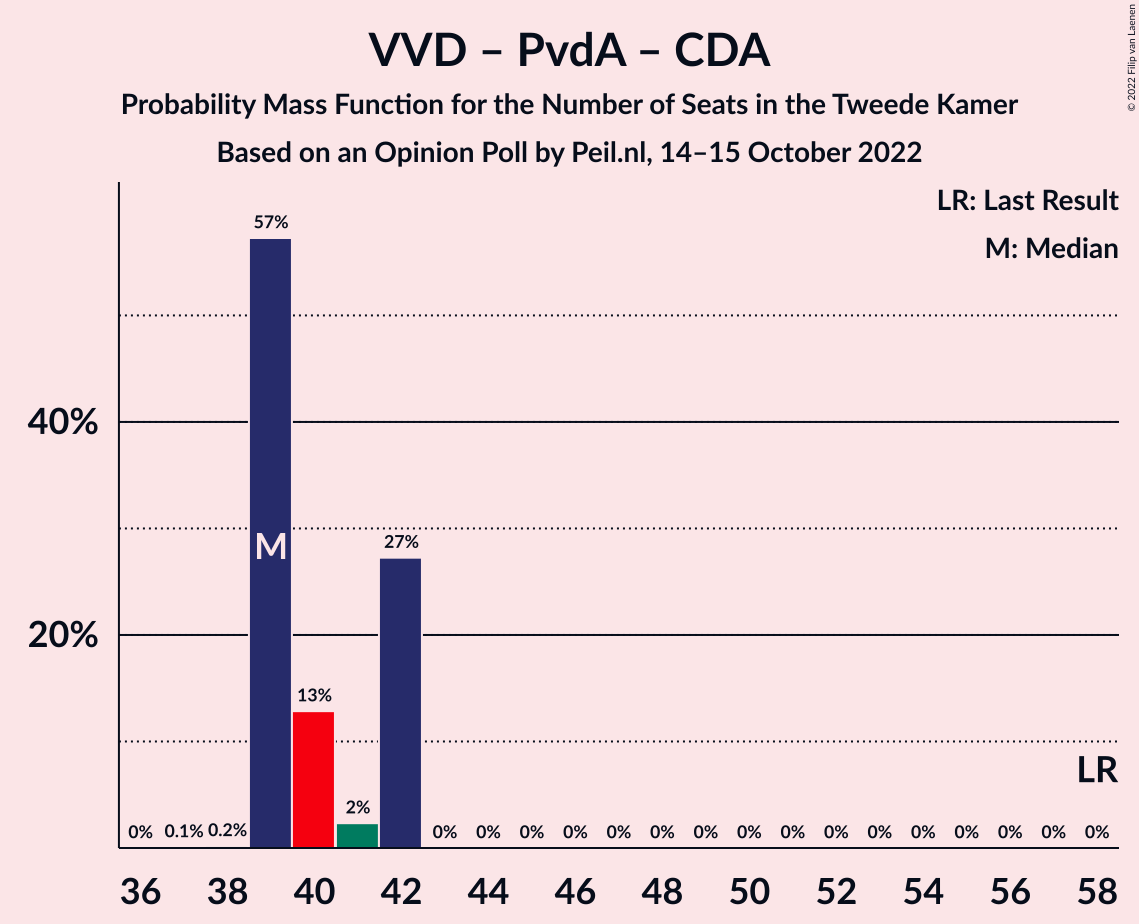 VVD – PvdA – CDA
Probability Mass Function for the Number of Seats in the Tweede Kamer
Based on an Opinion Poll by Peil.nl, 14–15 October 2022
© 2022 Filip van Laenen
LR: Last Result
M: Median
57%
40%
M
27%
20%
13%
LR
2%
0% 0.1% 0.2% 0% 0% 0% 0% 0% 0% 0% 0% 0% 0% 0% 0% 0% 0% 0% 0%
36 38 40 42 44 46 48 50 52 54 56 58